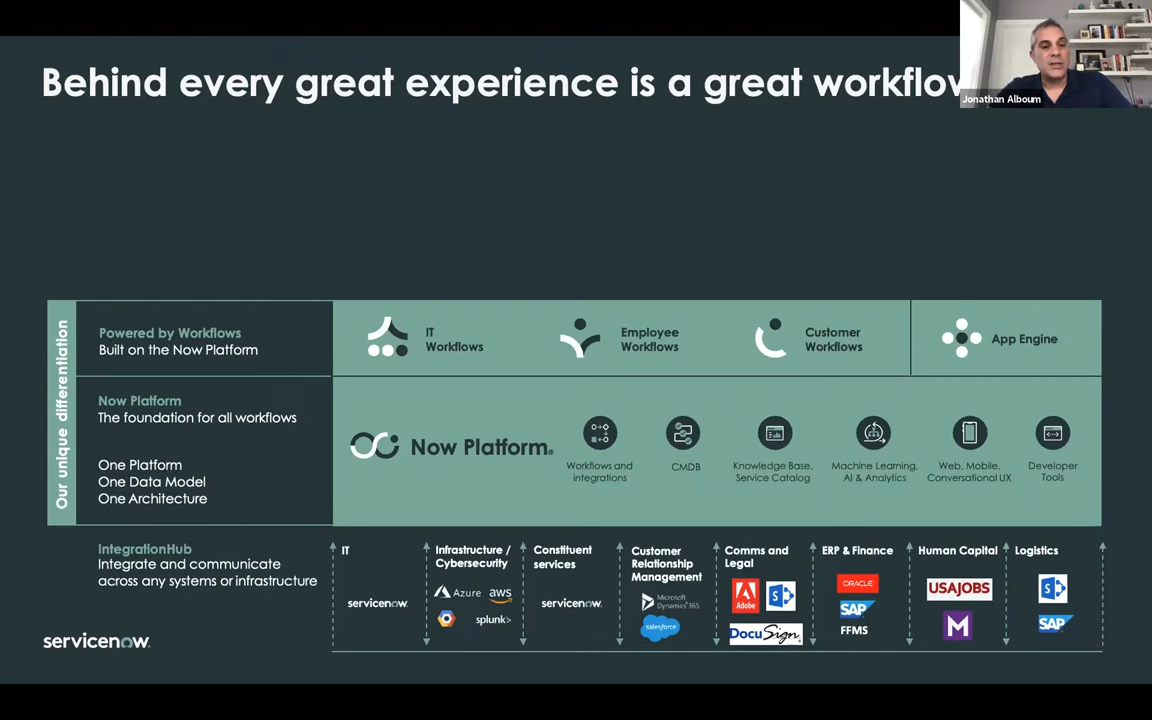 Behind every great experience is a great workflow
Jonathan Alboum
Our unique differentiation
Powered by Workflows
Built on the Now Platform
IT
Workflows
Employee
Workflows
Customer
Workflows
App Engine
Now Platform
The foundation for all workflows
One Platform
One Data Model
One Architecture
Now Platform®
Workflows and
integrations
CMDB
Knowledge Base,
Service Catalog
Machine Learning,
AI & Analytics
Web, Mobile,
Conversational UX
Developer
Tools
IntegrationHub
Integrate and communicate
across any systems or infrastructure
IT
servicenow
Infrastructure /
Cybersecurity
Azure
aws
splunk>
Constituent
services
servicenow
Customer
Relationship
Management
Microsoft
Dynamics 365
salesforce
Comms and
Legal
Adobe
S
DocuSign
ERP & Finance
ORACLE
SAP
FFMS
Human Capital
USAJOBS
M
Logistics
S
SAP
servicenow